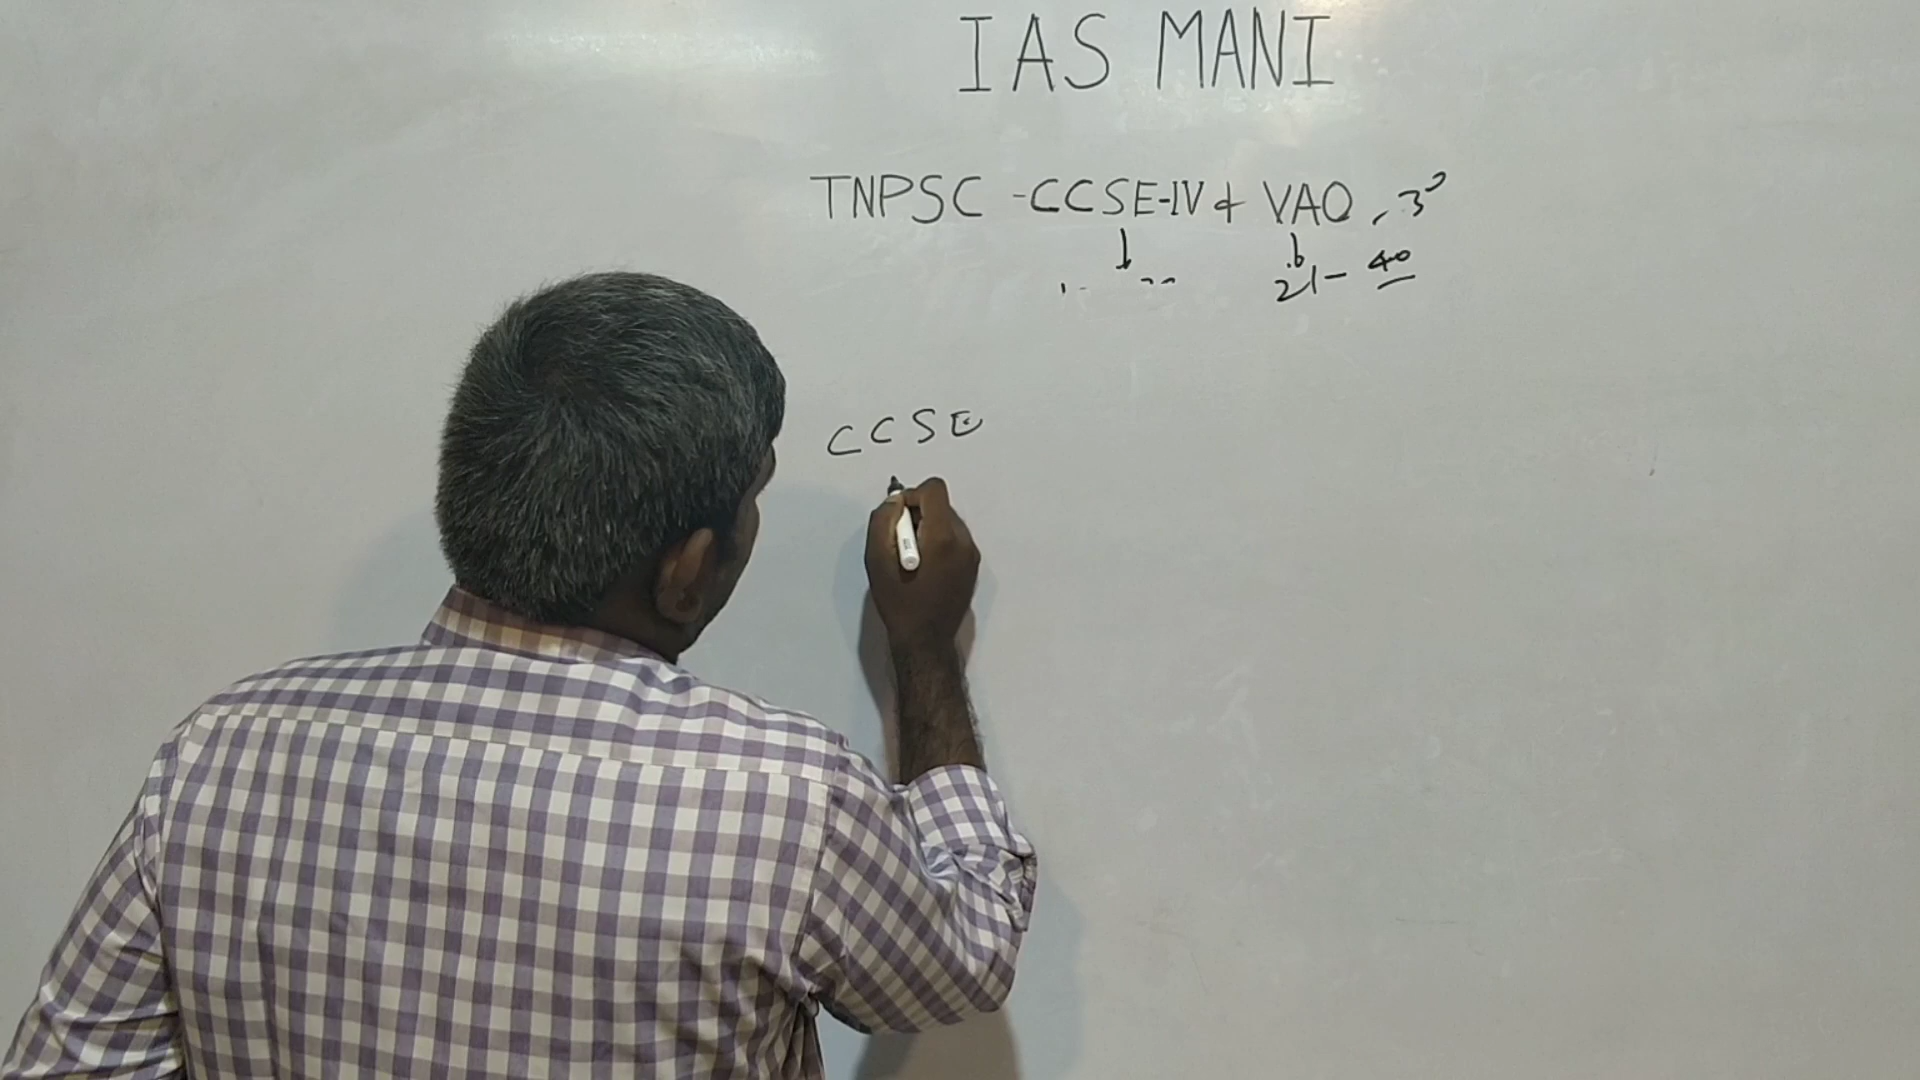 IAS MANI
TNPSC -CCSE-IV & VAO
21- 40
CCSE